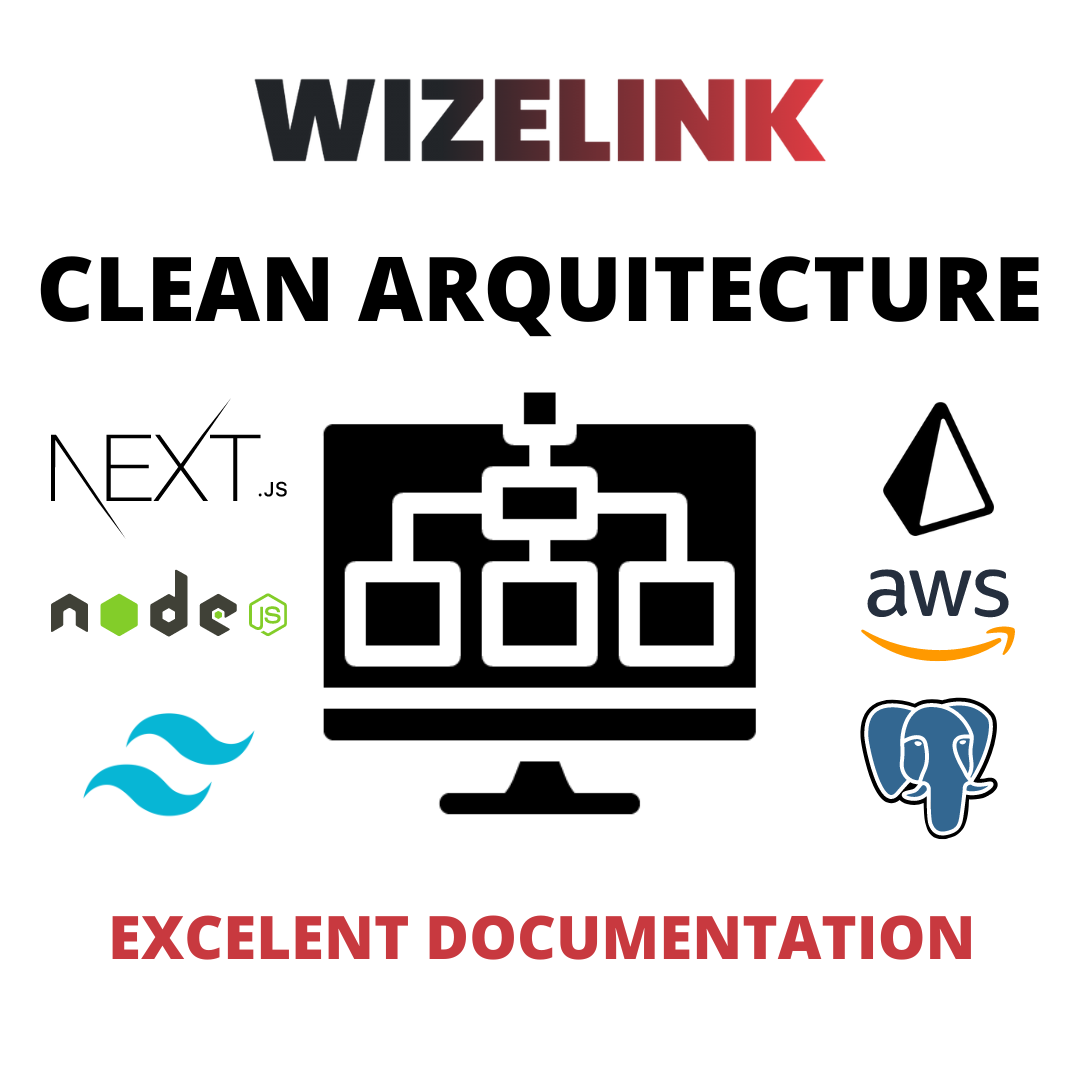 WIZELINK
CLEAN ARQUITECTURE
NEXT.JS
node JS
aws
EXCELENT DOCUMENTATION